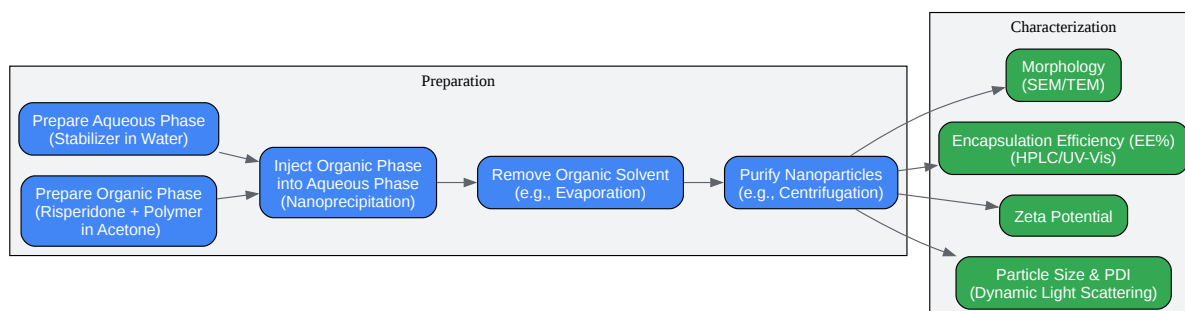 Preparation
Prepare Aqueous Phase
(Stabilizer in Water)
Prepare Organic Phase
(Risperidone + Polymer
in Acetone)
Inject Organic Phase
into Aqueous Phase
(Nanoprecipitation)
Remove Organic Solvent
(e.g., Evaporation)
Purify Nanoparticles
(e.g., Centrifugation)
Characterization
Morphology
(SEM/TEM)
Encapsulation Efficiency (EE%)
(HPLC/UV-Vis)
Zeta Potential
Particle Size & PDI
(Dynamic Light Scattering)